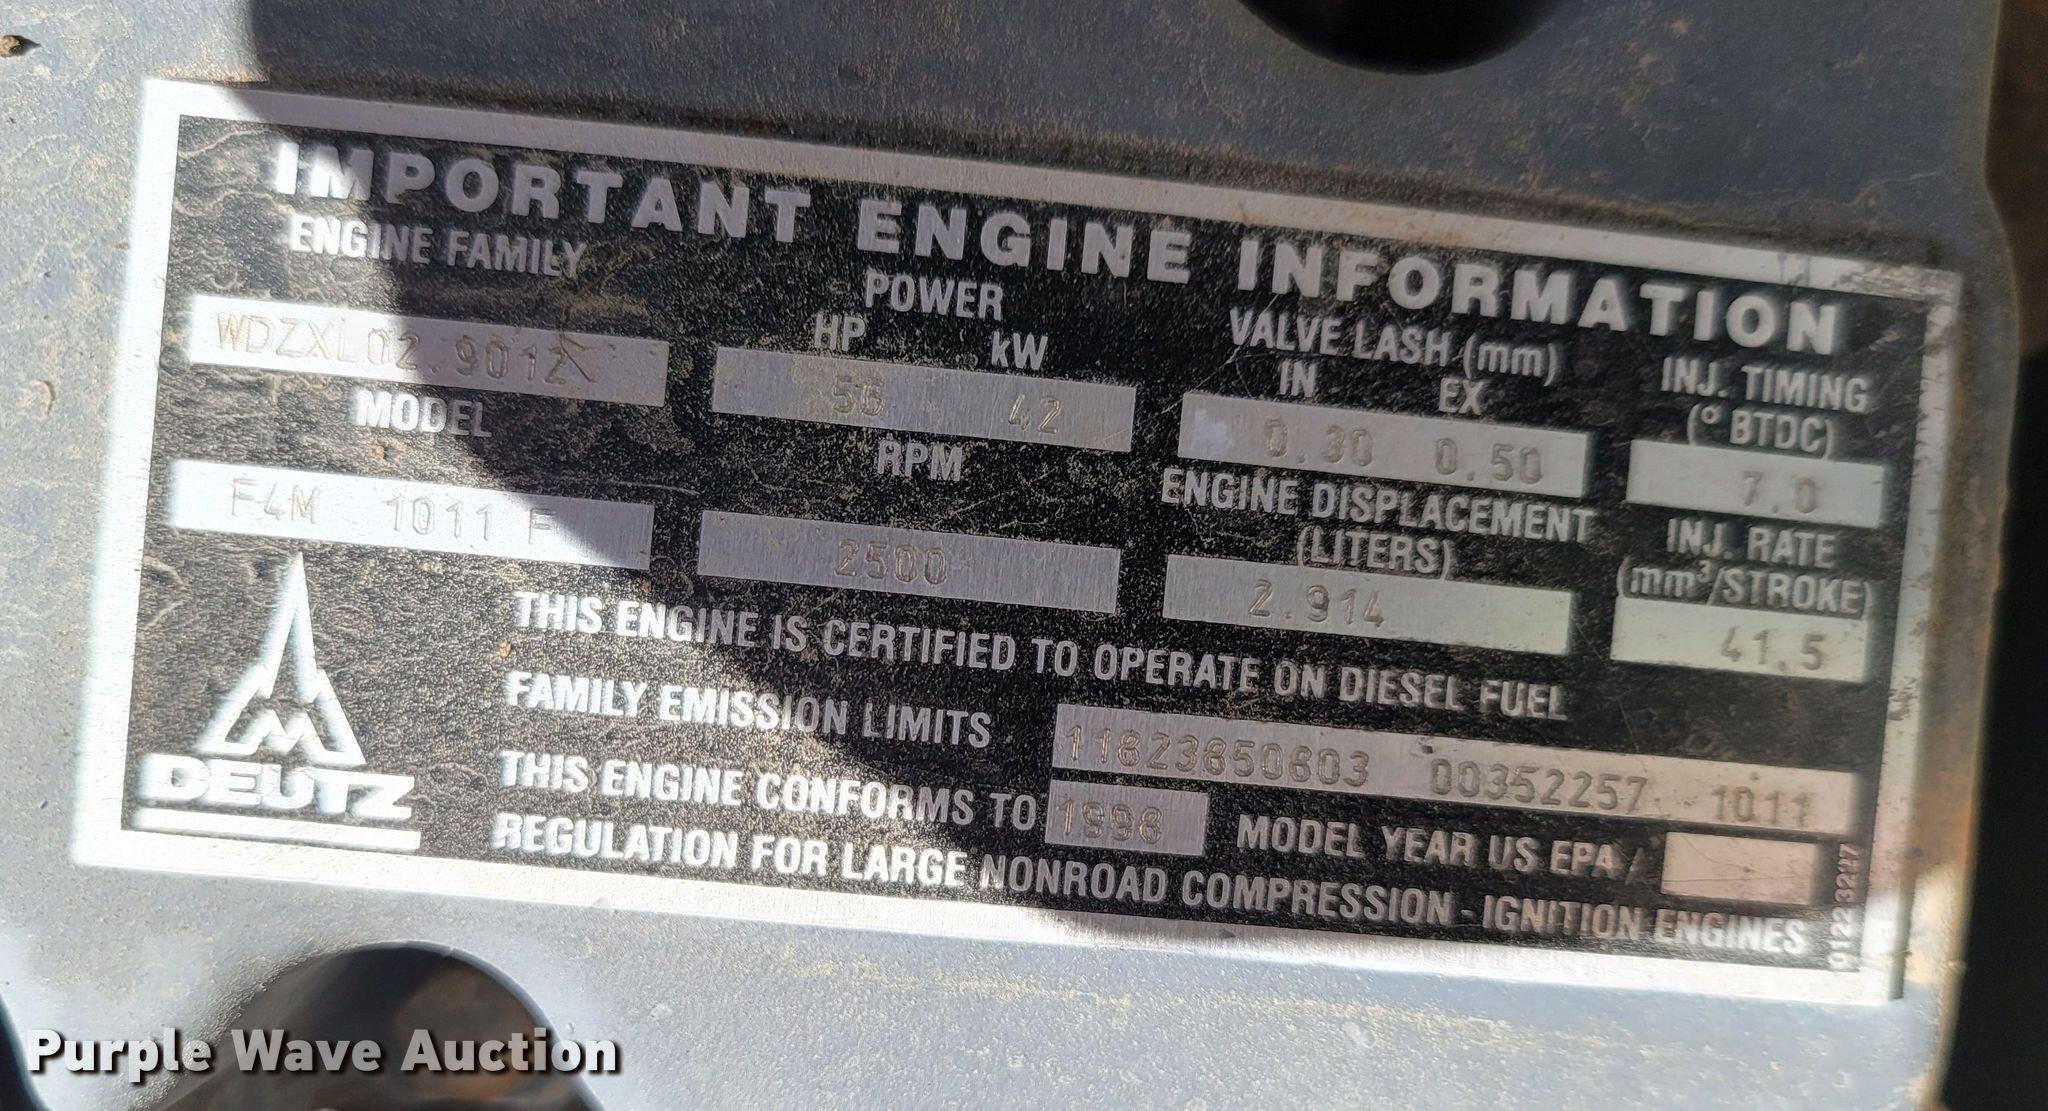 IMPORTANT ENGINE INFORMATION
ENGINE FAMILY
WDZXL02.9012
POWER
HP kW
56 42
VALVE LASH (mm)
IN EX
0.30 0.50
INJ. TIMING
(° BTDC)
7.0
MODEL
F4M 1011 F
RPM
2500
ENGINE DISPLACEMENT
(LITERS)
2.914
INJ. RATE
(mm³/STROKE)
41.5
THIS ENGINE IS CERTIFIED TO OPERATE ON DIESEL FUEL
FAMILY EMISSION LIMITS
00352257 1011
THIS ENGINE CONFORMS TO 1998 MODEL YEAR US EPA /
REGULATION FOR LARGE NONROAD COMPRESSION - IGNITION ENGINES
DEUTZ
0122 3227
Purple Wave Auction